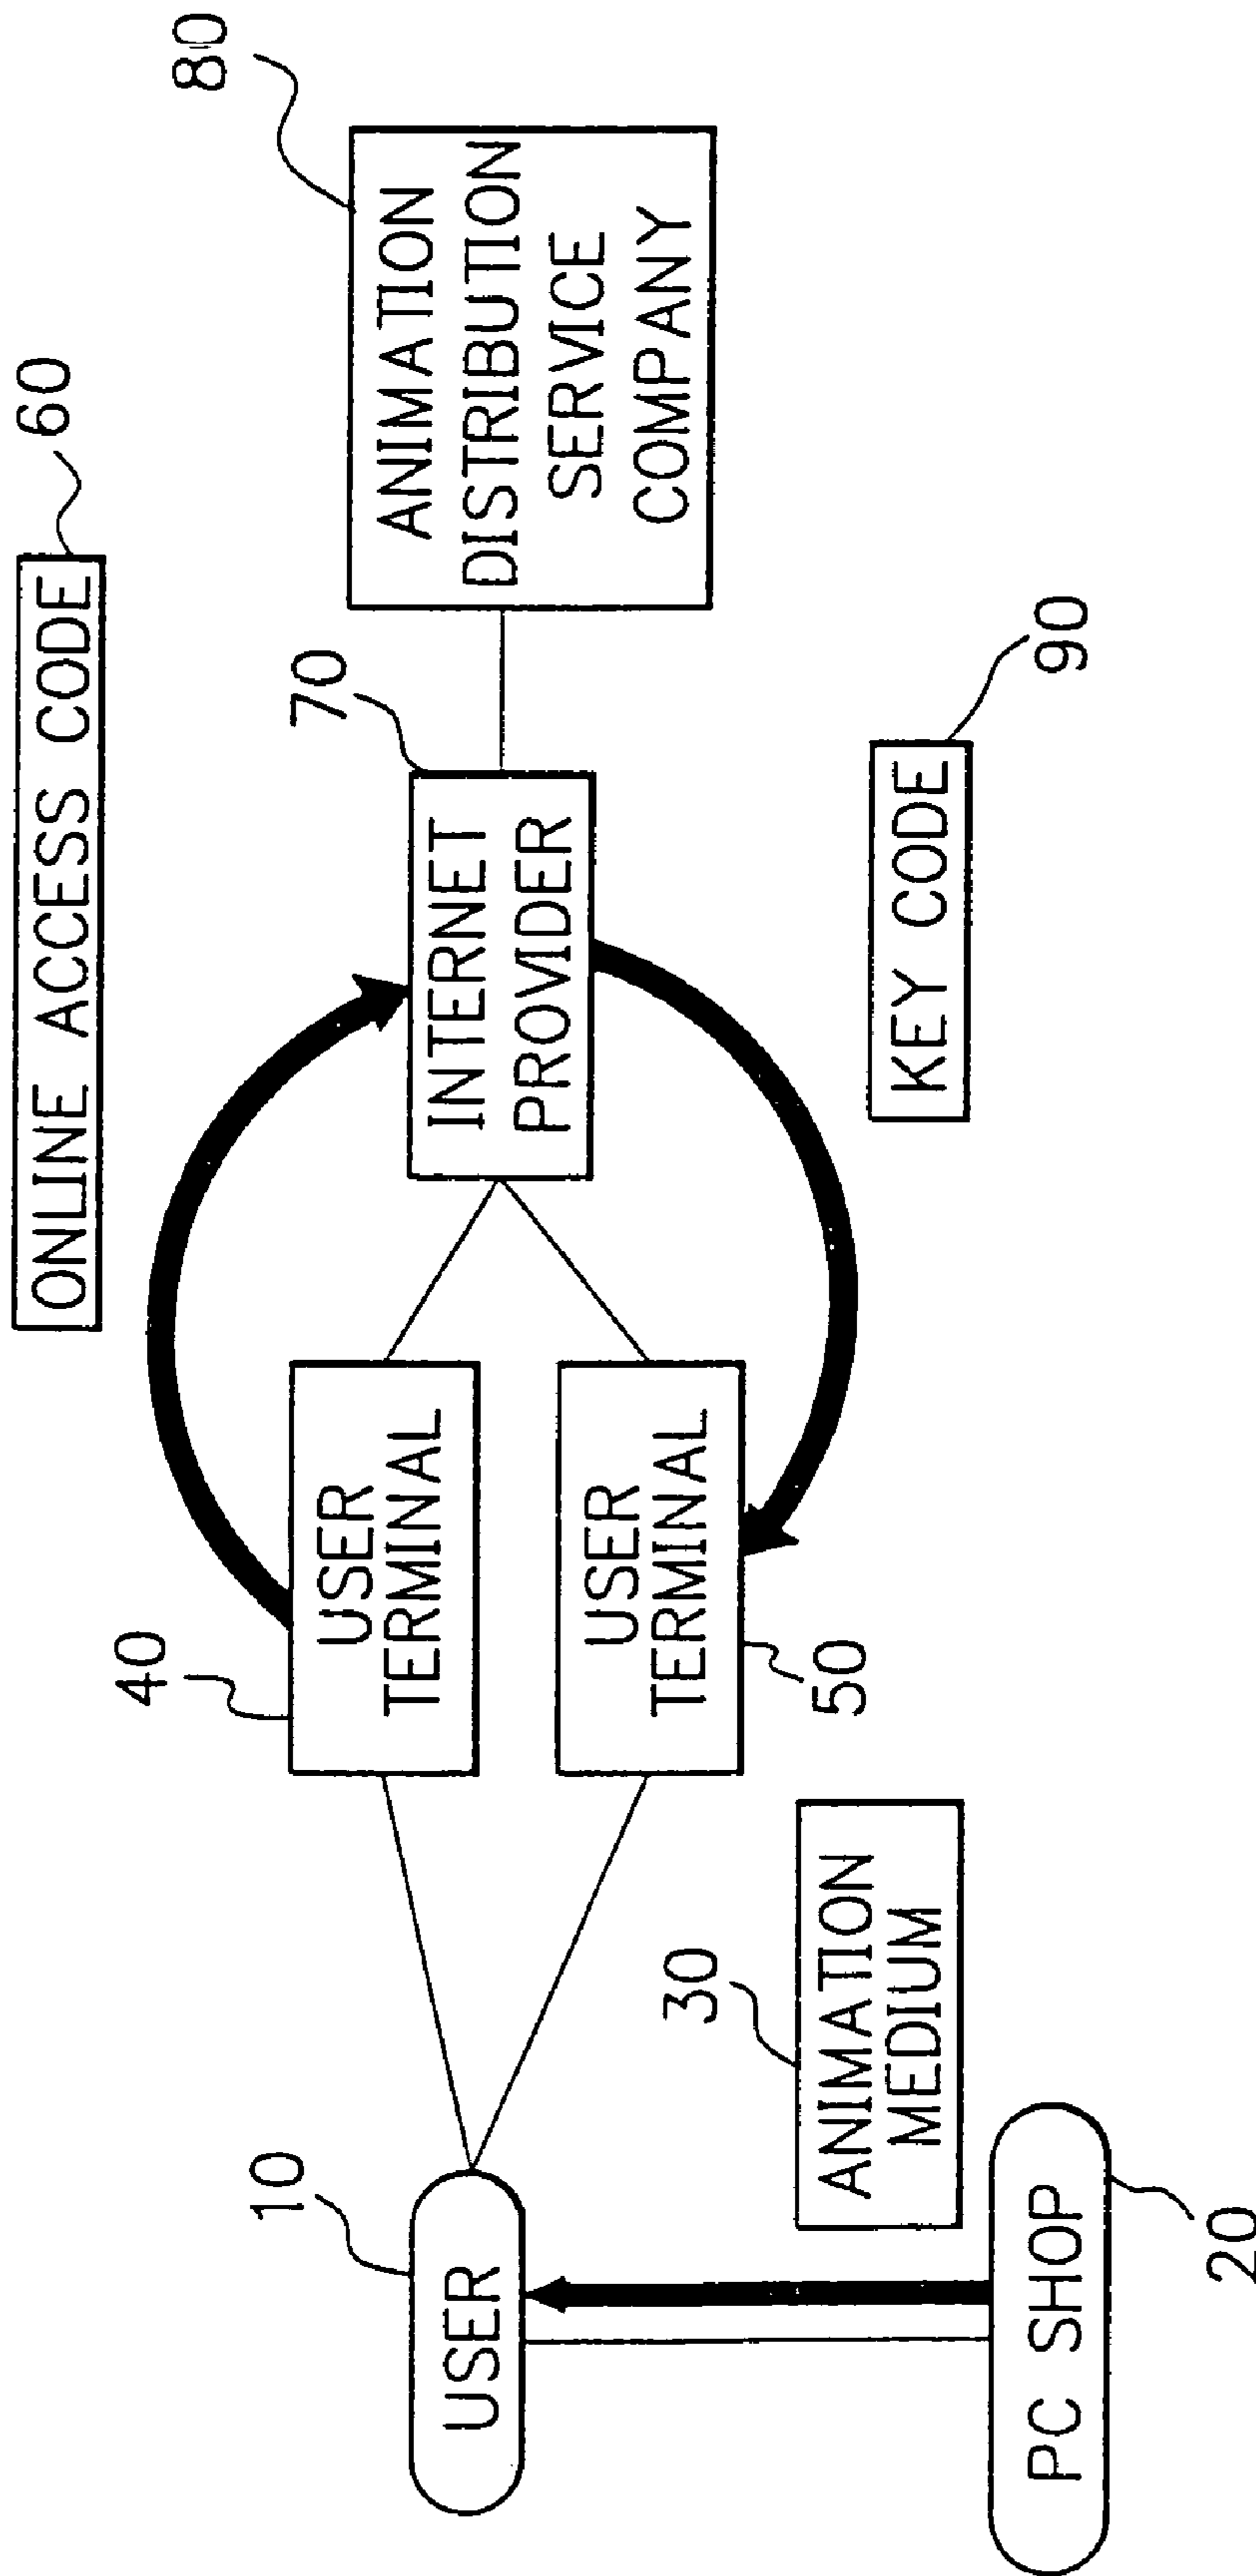 60
ONLINE ACCESS CODE
80
ANIMATION
DISTRIBUTION
SERVICE
COMPANY
70
INTERNET
PROVIDER
40
USER
TERMINAL
USER
TERMINAL
50
KEY CODE
90
10
USER
30
ANIMATION
MEDIUM
PC SHOP
20